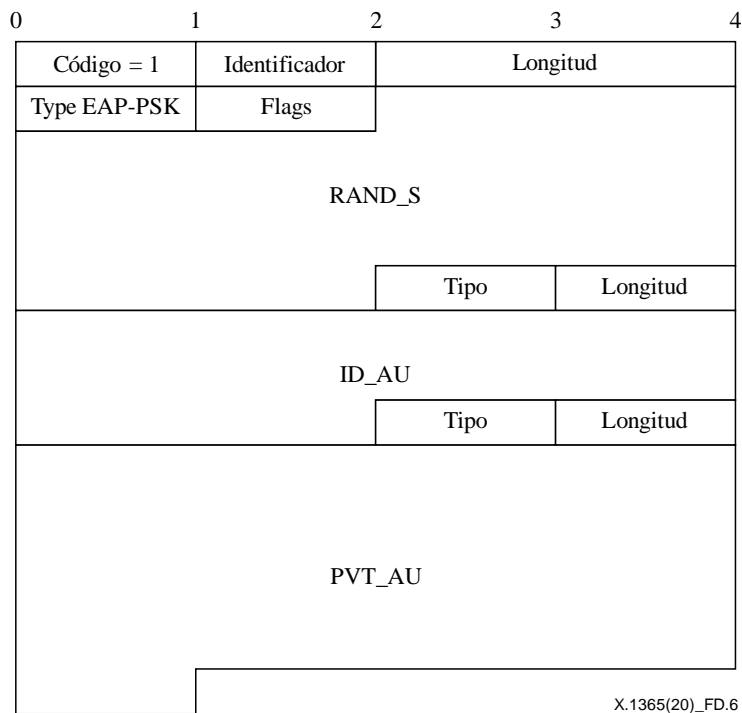 0 1 2 3 4
Código = 1 Identificador Longitud
Type EAP-PSK Flags
RAND_S
Tipo Longitud
ID_AU
Tipo Longitud
PVT_AU
X.1365(20)_FD.6